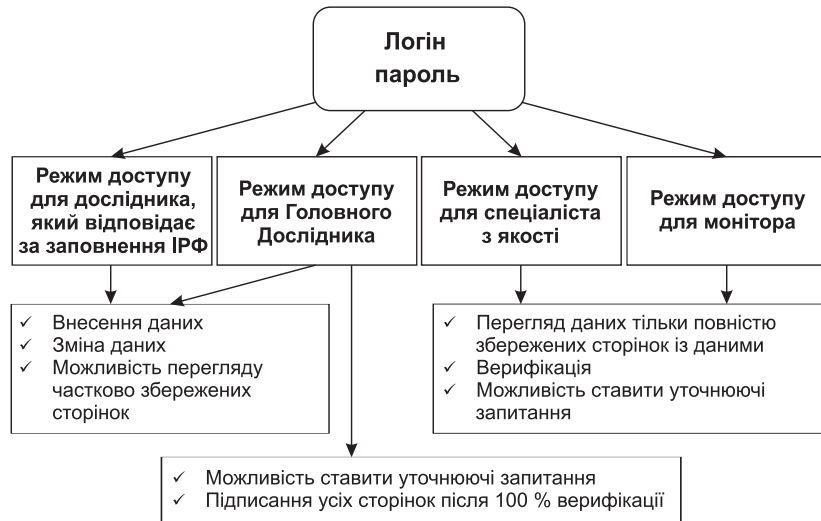 Логін
пароль
Режим доступу
для дослідника,
який відповідає
за заповнення ІРФ
Режим доступу
для Головного
Дослідника
Режим доступу
для спеціаліста
з якості
Режим доступу
для монітора
✓ Внесення даних
✓ Зміна даних
✓ Можливість перегляду
частково збережених
сторінок
✓ Перегляд даних тільки повністю
збережених сторінок із даними
✓ Верифікація
✓ Можливість ставити уточнюючі
запитання
✓ Можливість ставити уточнюючі запитання
✓ Підписання усіх сторінок після 100 % верифікації